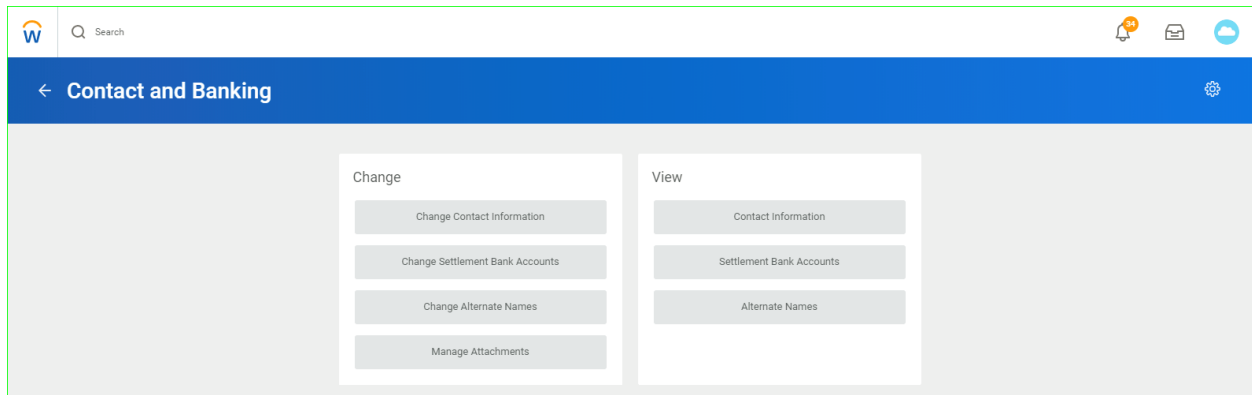 W
Search
34
Contact and Banking
Change
Change Contact Information
Change Settlement Bank Accounts
Change Alternate Names
Manage Attachments
View
Contact Information
Settlement Bank Accounts
Alternate Names